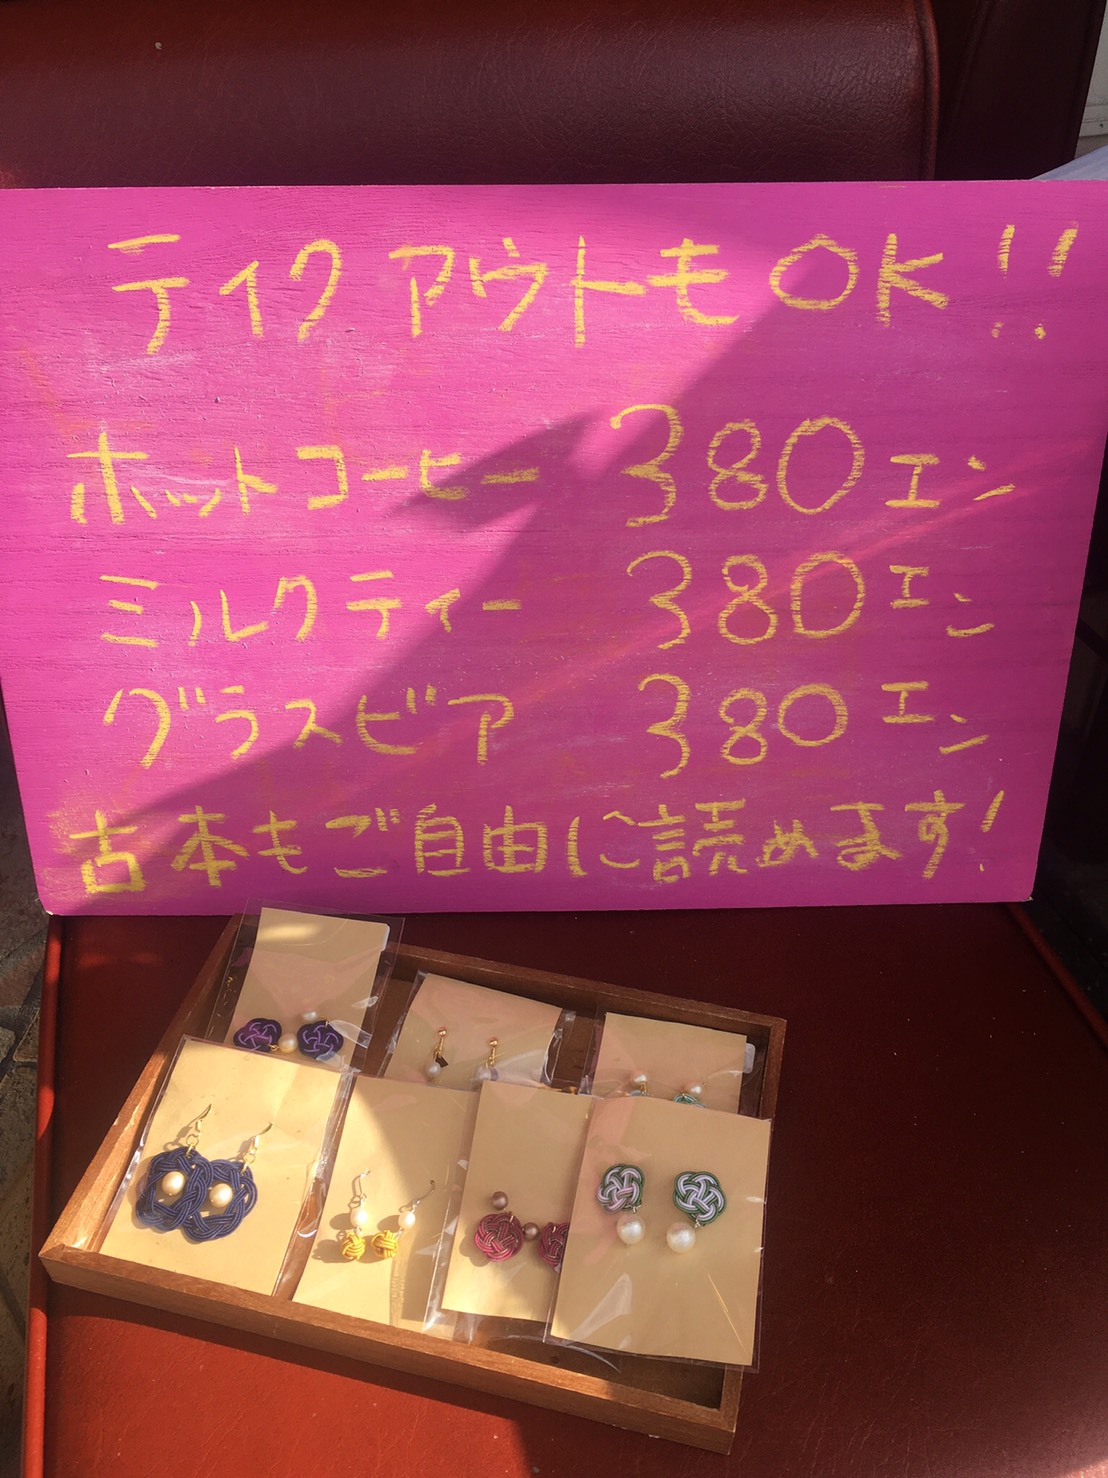 テイクアウトもOK!!
ホットコーヒー 380エン
ミルクティー 380エン
グラスビア 380エン
古本もご自由に読めます!